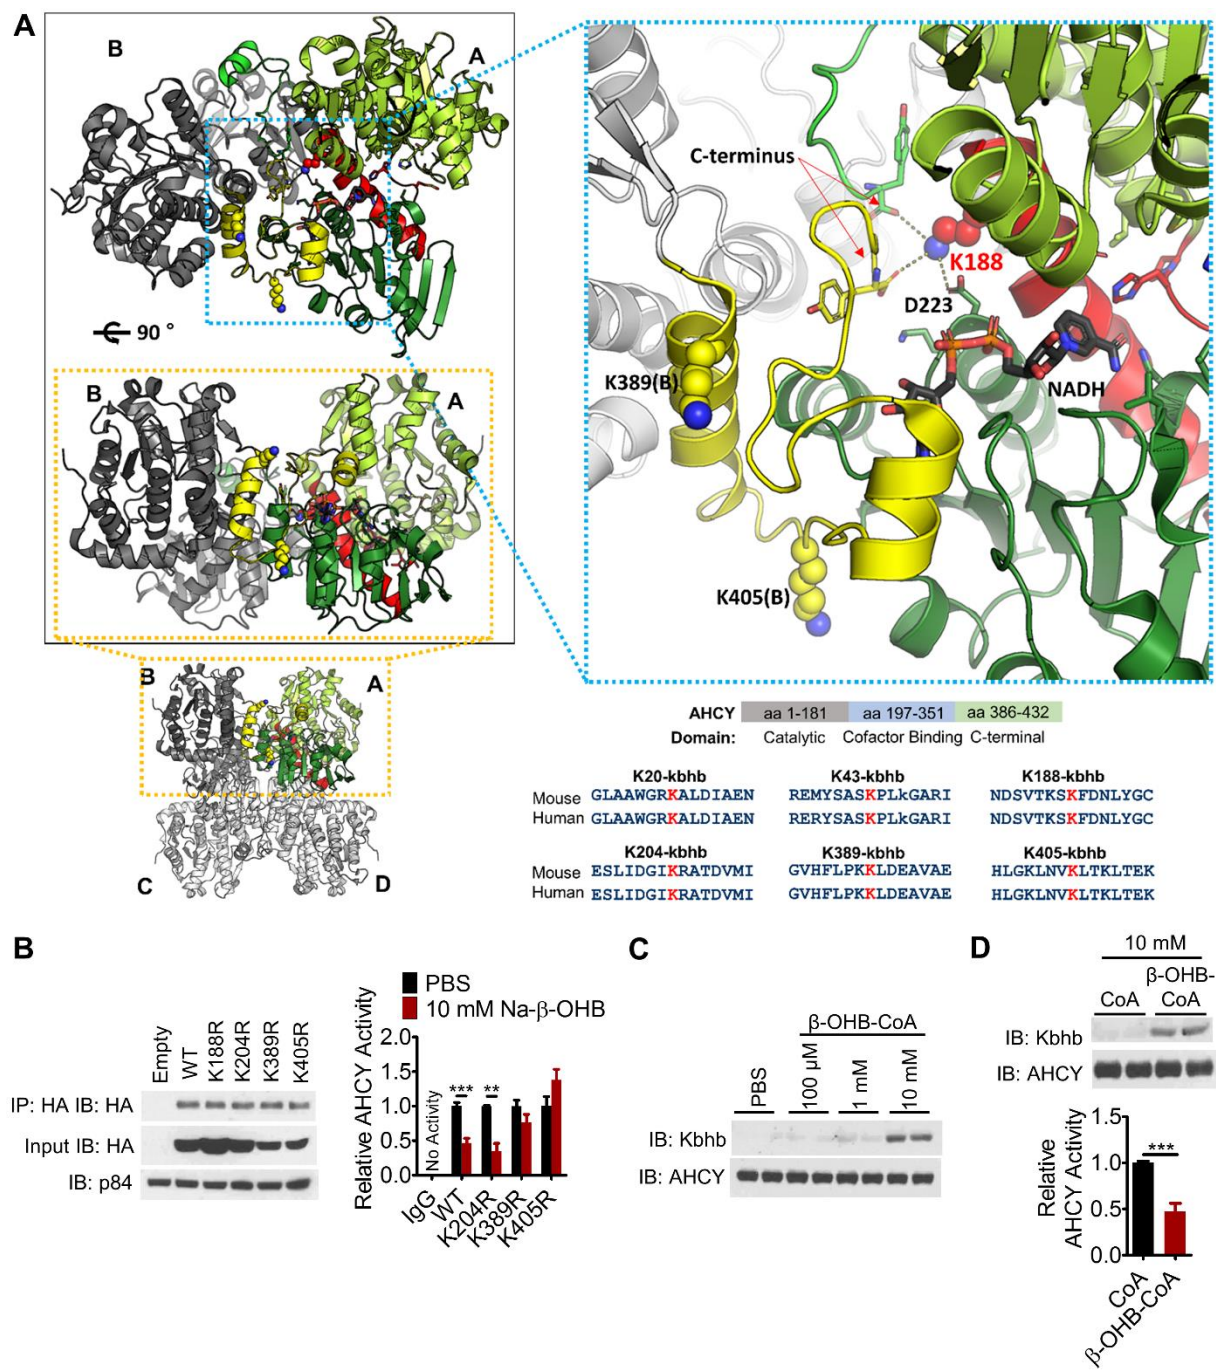 A
B
A
90 °
B
A
B
A
C
D
C-terminus
K188
D223
K389(B)
NADH
K405(B)
AHCY aa 1-181 aa 197-351 aa 386-432
Domain: Catalytic Cofactor Binding C-terminal
K20-kbhb K43-kbhb K188-kbhb
Mouse GLAAWGRKALDIAEN REMYSASKPLkGARI NDSVTKSKFDNLYGC
Human GLAAWGRKALDIAEN RERYSASKPLkGARI NDSVTKSKFDNLYGC
K204-kbhb K389-kbhb K405-kbhb
Mouse ESLIDGIKRATDVMI GVHFLPKKLDEAVAE HLGKLNVKLTKLTEK
Human ESLIDGIKRATDVMI GVHFLPKKLDEAVAE HLGKLNVKLTKLTEK
B
Empty WT K188R K204R K389R K405R
IP: HA IB: HA
Input IB: HA
IB: p84
PBS
10 mM Na-β-OHB
Relative AHCY Activity
2.0
1.5
1.0
0.5
0.0
No Activity
*** **
IgG WT K204R K389R K405R
C
β-OHB-CoA
PBS 100 µM 1 mM 10 mM
IB: Kbhb
IB: AHCY
D
10 mM
CoA β-OHB-CoA
IB: Kbhb
IB: AHCY
Relative AHCY Activity
1.5
1.0
0.5
0.0
***
CoA
β-OHB-CoA